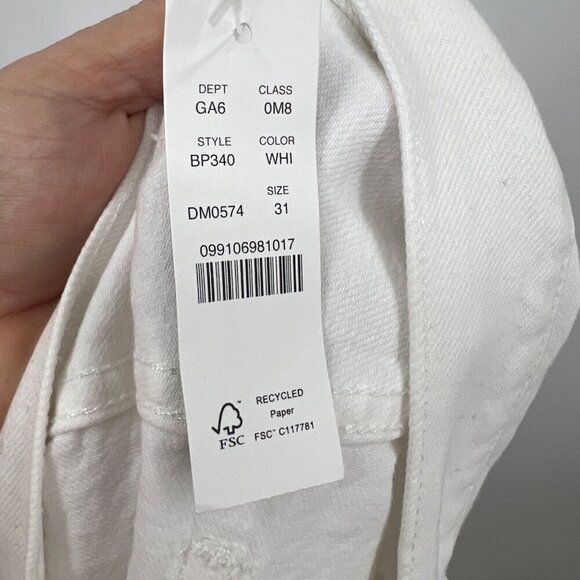 DEPT CLASS
GA6 0M8
STYLE COLOR
BP340 WHI
SIZE
DM0574 31
099106981017
RECYCLED
Paper
FSC™ C117781
FSC